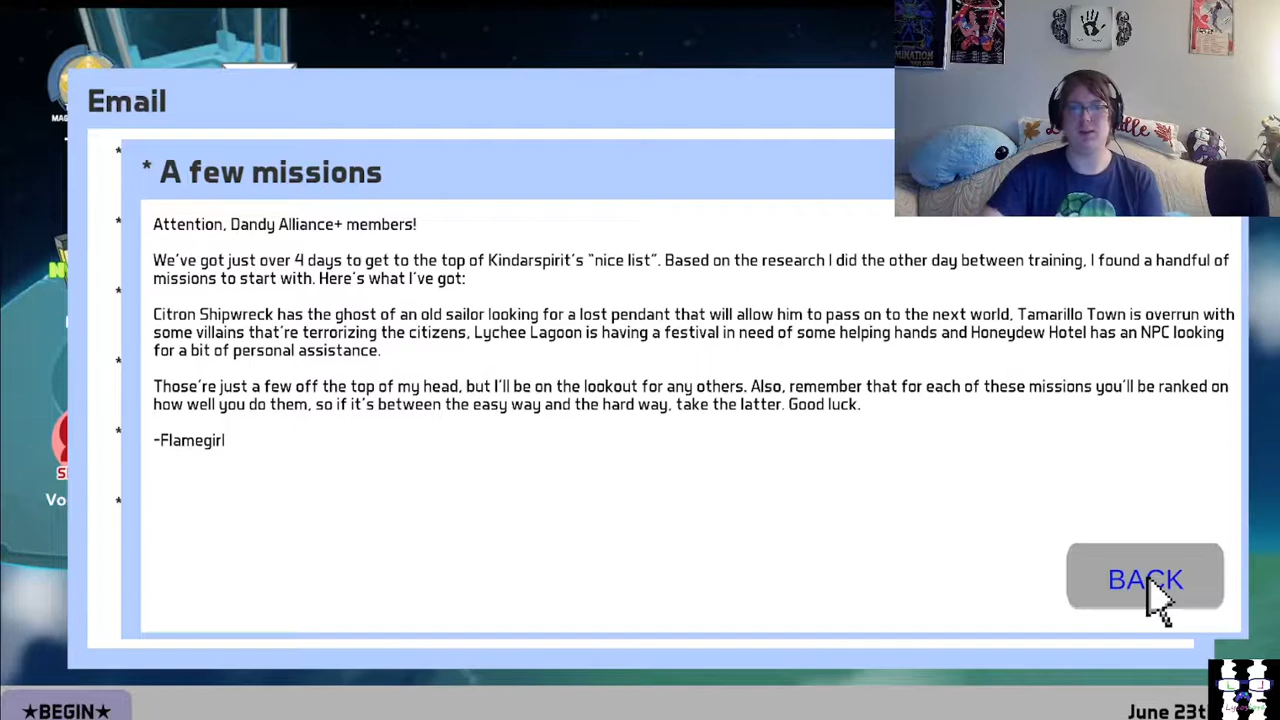 Email
* A few missions
Attention, Dandy Alliance+ members!
We've got just over 4 days to get to the top of Kindarspirit's "nice list". Based on the research I did the other day between training, I found a handful of
missions to start with. Here's what I've got:
Citron Shipwreck has the ghost of an old sailor looking for a lost pendant that will allow him to pass on to the next world, Tamarillo Town is overrun with
some villains that're terrorizing the citizens, Lychee Lagoon is having a festival in need of some helping hands and Honeydew Hotel has an NPC looking
for a bit of personal assistance.
Those're just a few off the top of my head, but I'll be on the lookout for any others. Also, remember that for each of these missions you'll be ranked on
how well you do them, so if it's between the easy way and the hard way, take the latter. Good luck.
-Flamegirl
BACK
★BEGIN★